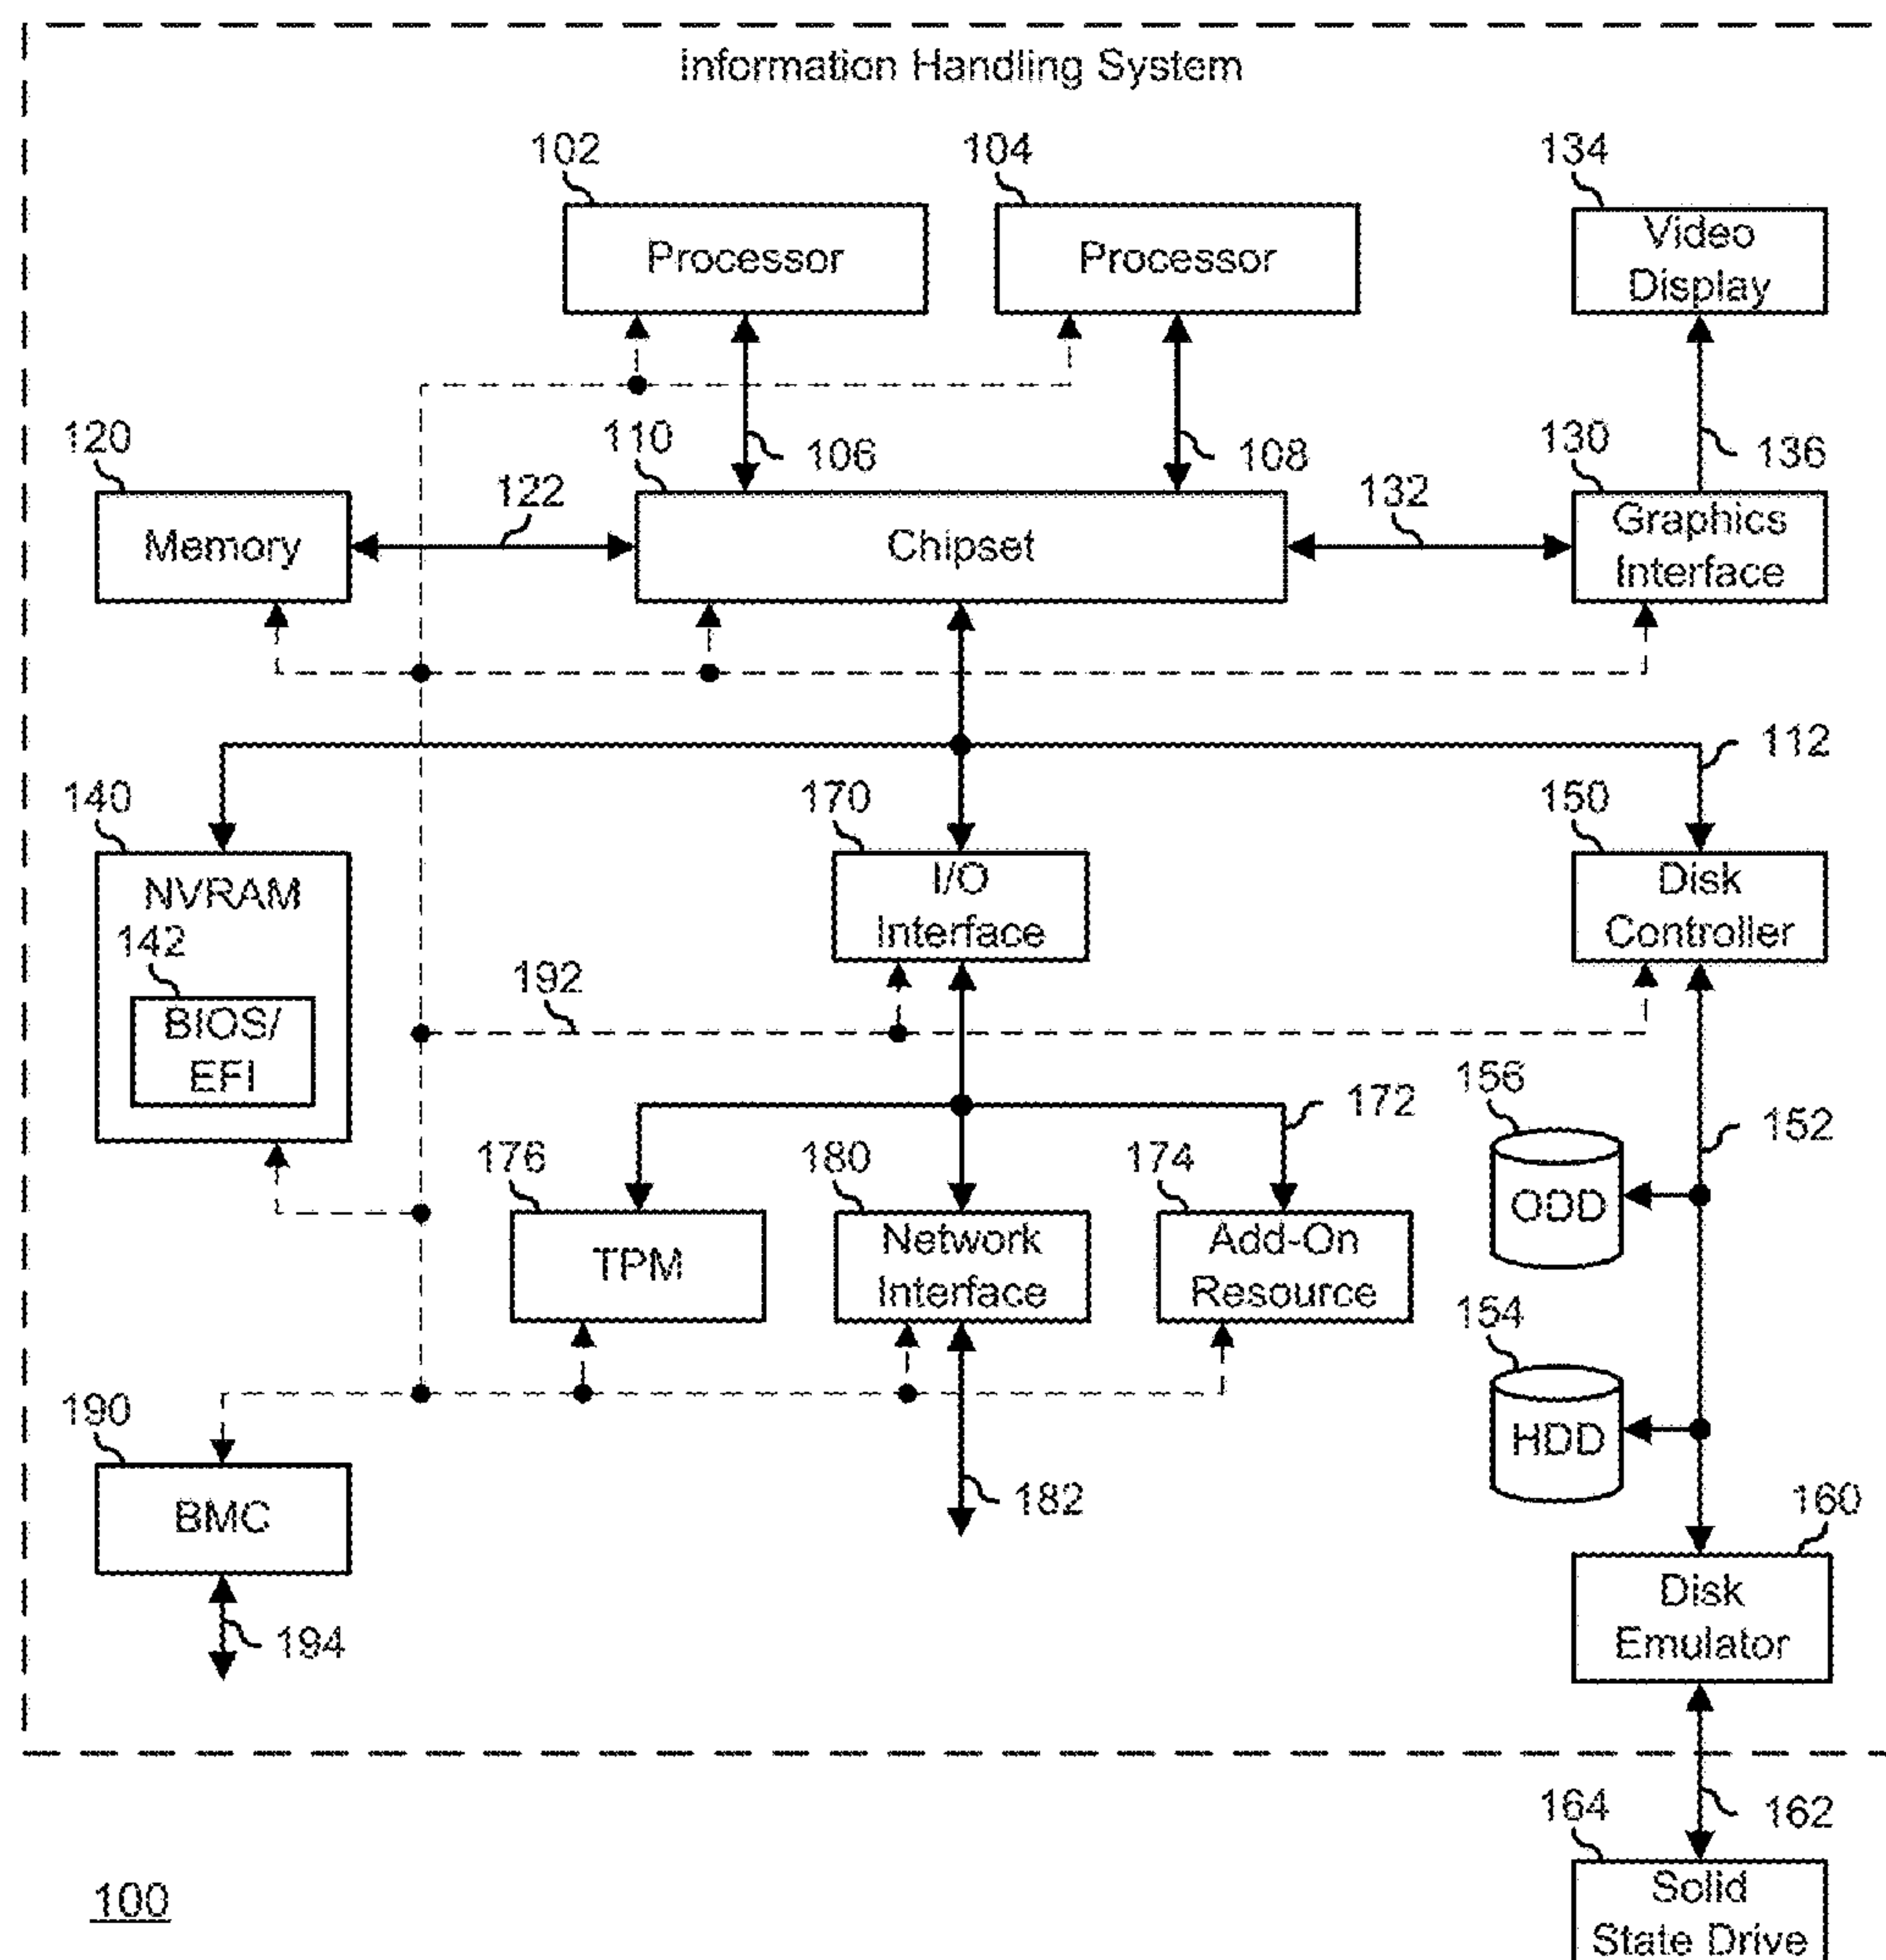 Information Handling System
102
104
134
Processor
Processor
Video
Display
120
110
106
108
130
136
122
132
Memory
Chipset
Graphics
Interface
112
140
170
150
NVRAM
I/O
Interface
Disk
Controller
142
BIOS/
EFI
192
156
172
152
176
180
174
ODD
TPM
Network
Interface
Add-On
Resource
154
190
HDD
BMC
182
160
194
Disk
Emulator
164
162
100
Solid
State Drive